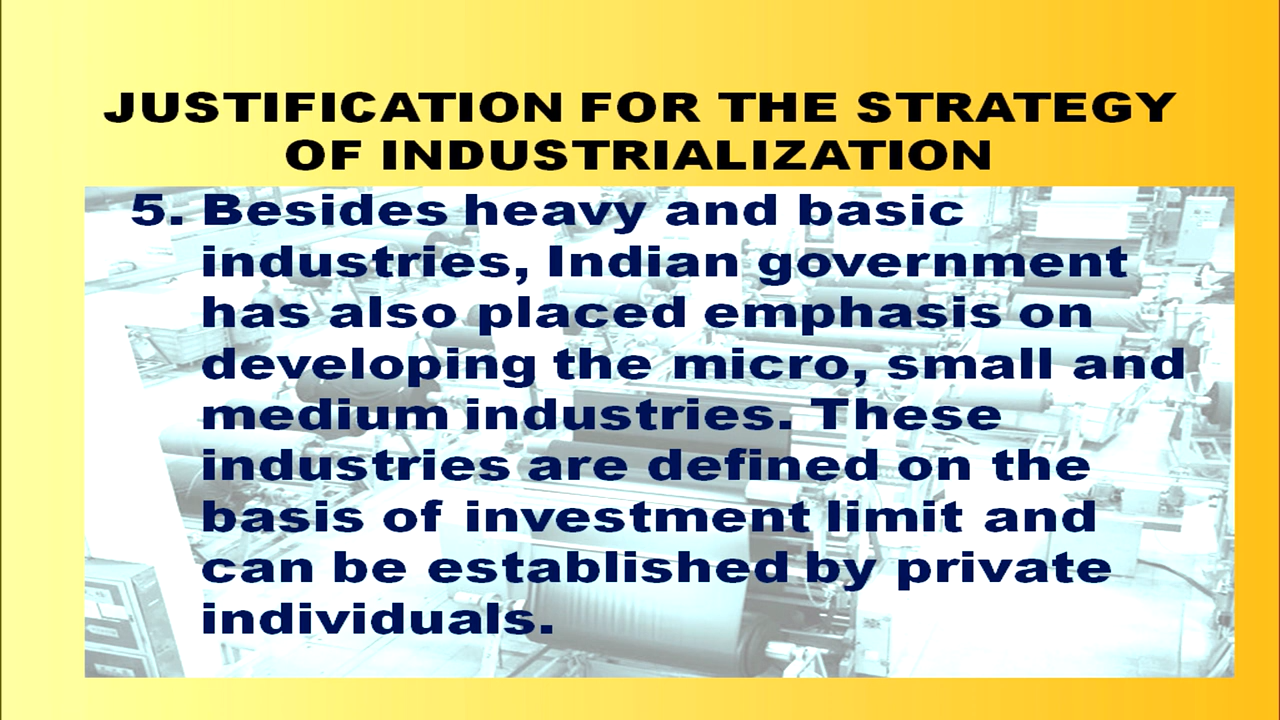 JUSTIFICATION FOR THE STRATEGY
OF INDUSTRIALIZATION
5. Besides heavy and basic
industries, Indian government
has also placed emphasis on
developing the micro, small and
medium industries. These
industries are defined on the
basis of investment limit and
can be established by private
individuals.